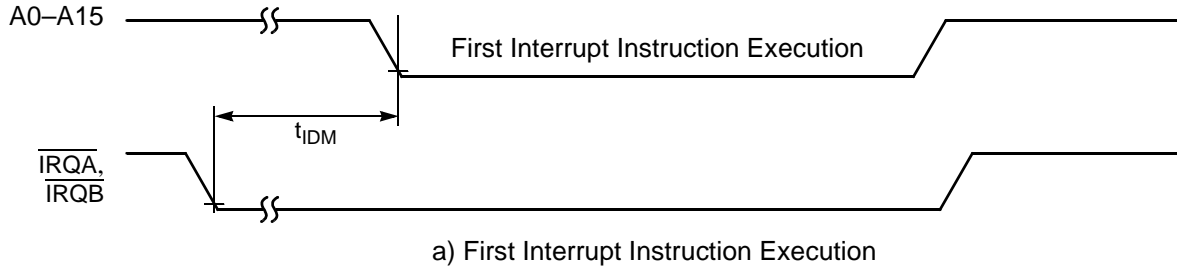 A0–A15
First Interrupt Instruction Execution
tIDM
IRQA,
IRQB
a) First Interrupt Instruction Execution